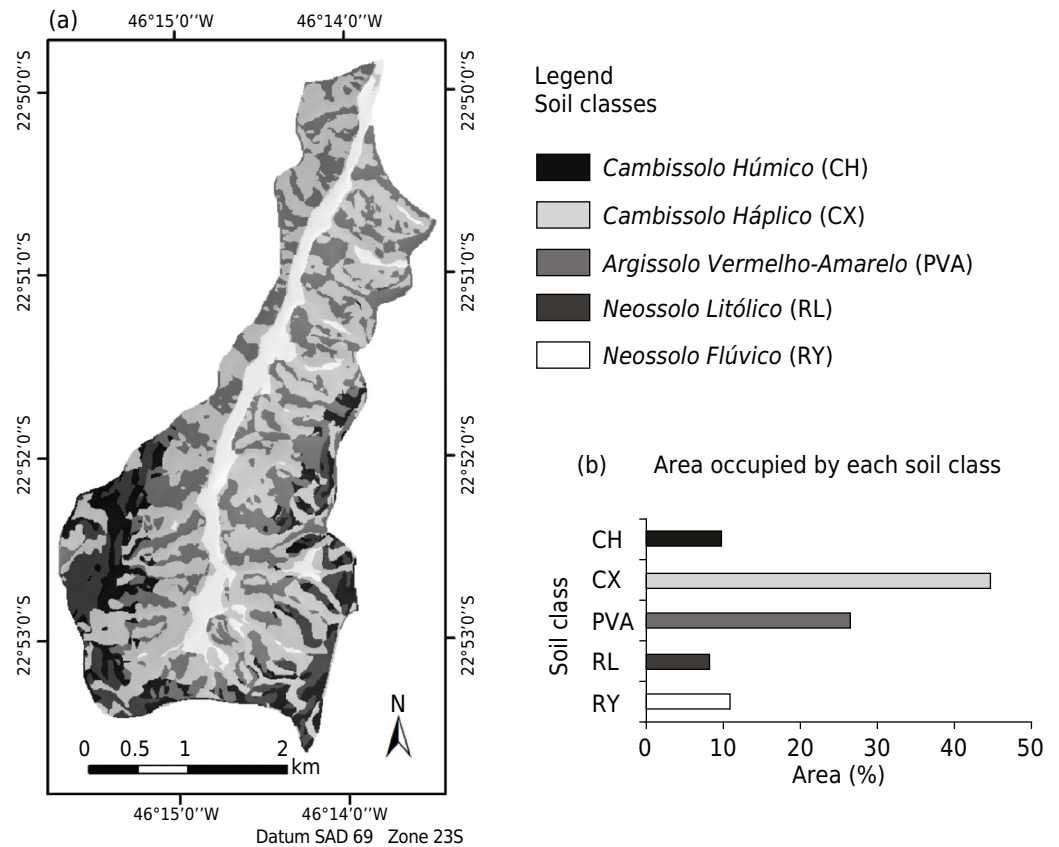 (a)
46°15'0''W 46°14'0''W
22°50'0''S 22°50'0''S
22°51'0''S 22°51'0''S
22°52'0''S 22°52'0''S
22°53'0''S 22°53'0''S
N
0 0.5 1 2
km
46°15'0''W 46°14'0''W
Datum SAD 69 Zone 23S
Legend
Soil classes
Cambissolo Húmico (CH)
Cambissolo Háplico (CX)
Argissolo Vermelho-Amarelo (PVA)
Neossolo Litólico (RL)
Neossolo Flúvico (RY)
(b) Area occupied by each soil class
Soil class
CH
CX
PVA
RL
RY
0 10 20 30 40 50
Area (%)